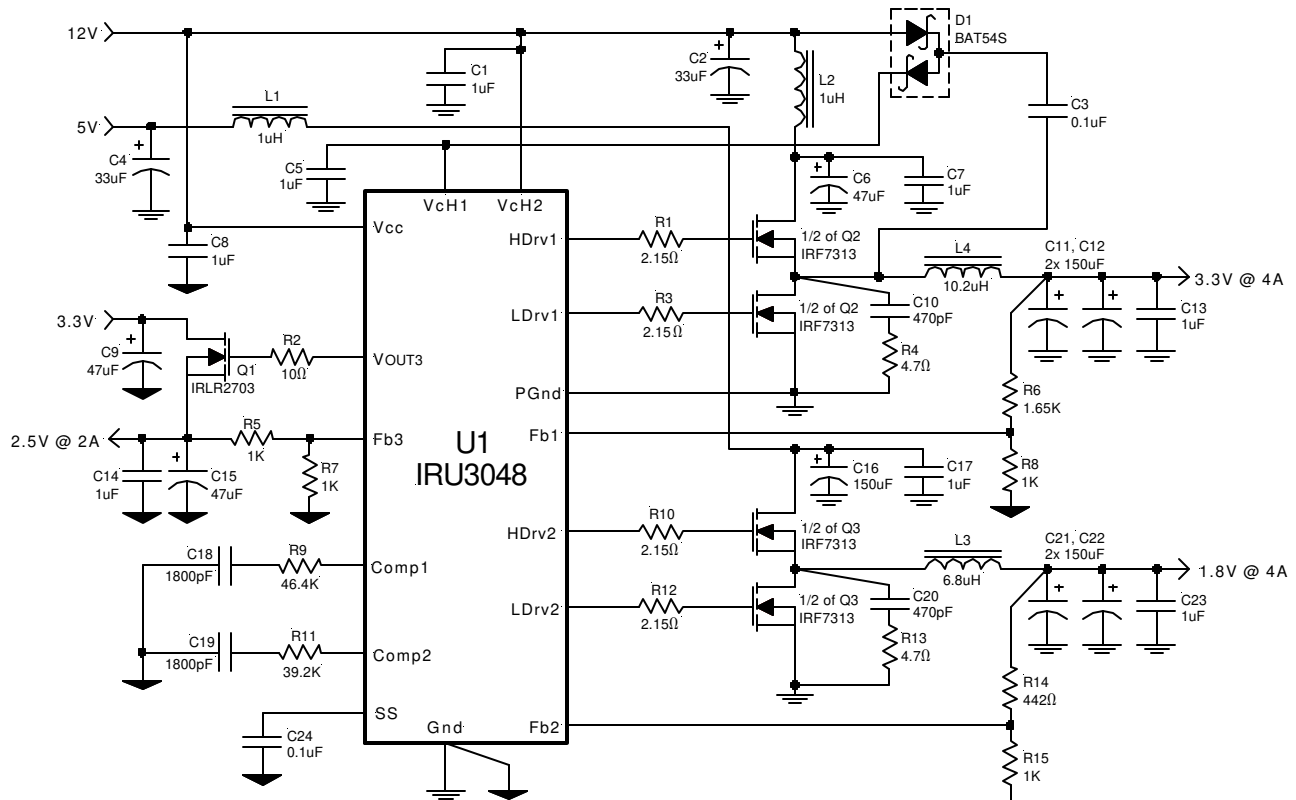 12V
D1
BAT54S
C1
1uF
C2
33uF
L2
1uH
C3
0.1uF
L1
1uH
5V
C4
33uF
C5
1uF
C6
47uF
C7
1uF
VcH1
VcH2
Vcc
C8
1uF
HDrv1
R1
2.15Ω
1/2 of Q2
IRF7313
L4
10.2uH
C11, C12
2x 150uF
3.3V @ 4A
LDrv1
R3
2.15Ω
1/2 of Q2
IRF7313
C10
470pF
R4
4.7Ω
C13
1uF
3.3V
C9
47uF
Q1
IRLR2703
R2
10Ω
VOUT3
PGnd
R6
1.65K
2.5V @ 2A
R5
1K
Fb3
Fb1
U1
IRU3048
C14
1uF
C15
47uF
R7
1K
C16
150uF
C17
1uF
R8
1K
HDrv2
R10
2.15Ω
1/2 of Q3
IRF7313
L3
6.8uH
C21, C22
2x 150uF
1.8V @ 4A
C18
1800pF
R9
46.4K
Comp1
LDrv2
R12
2.15Ω
1/2 of Q3
IRF7313
C20
470pF
R13
4.7Ω
C23
1uF
C19
1800pF
R11
39.2K
Comp2
R14
442Ω
SS
Gnd
Fb2
C24
0.1uF
R15
1K